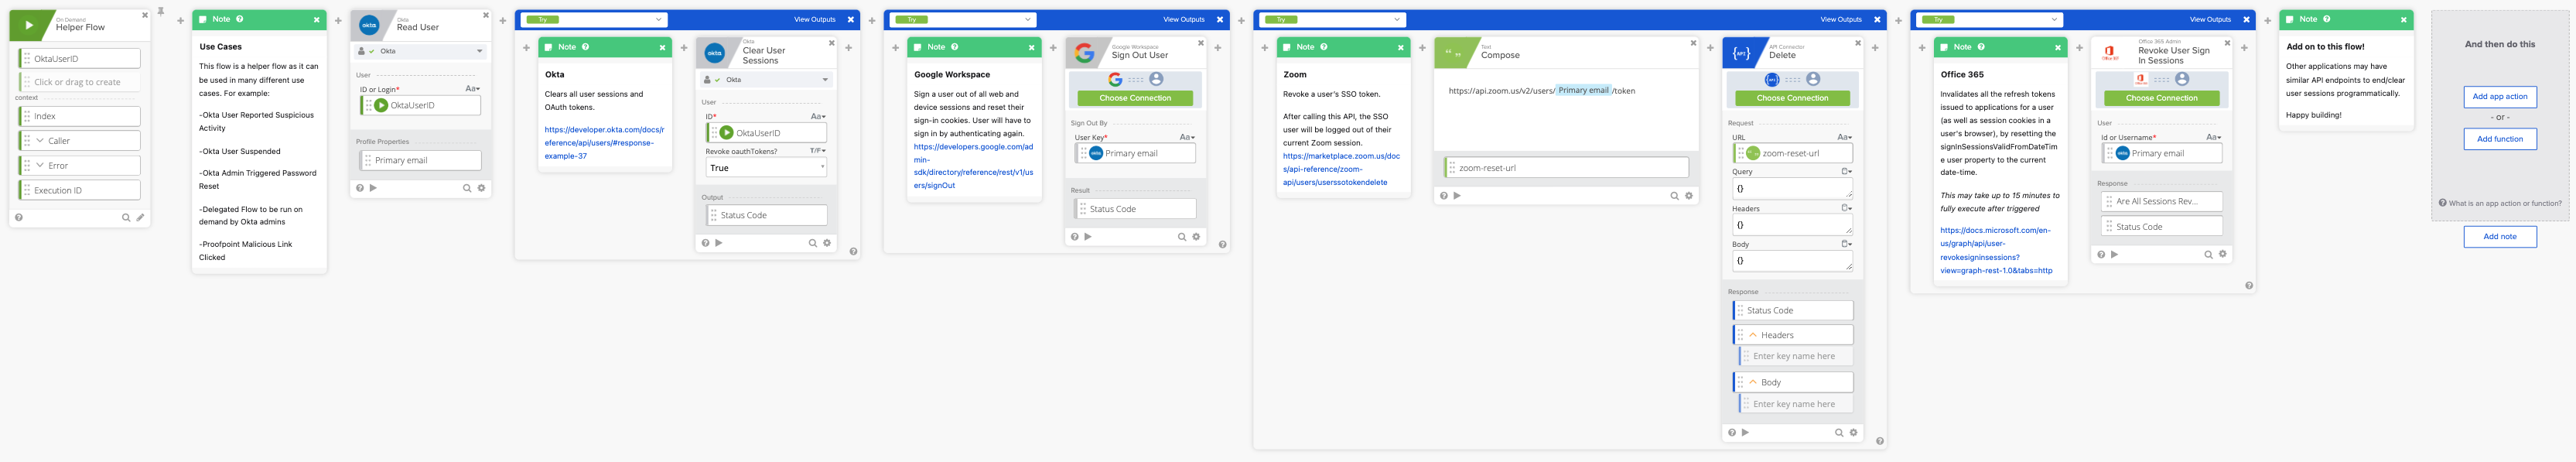 On Demand
Helper Flow
OktaUserID
Click or drag to create
context
Index
Caller
Error
Execution ID
Note
Use Cases
This flow is a helper flow as it can
be used in many different use
cases. For example:
-Okta User Reported Suspicious
Activity
-Okta User Suspended
-Okta Admin Triggered Password
Reset
-Delegated Flow to be run on
demand by Okta admins
-Proofpoint Malicious Link
Clicked
Okta
Read User
okta
Okta
User
ID or Login*
Aa
OktaUserID
Profile Properties
Primary email
Try
View Outputs
Note
Okta
Clears all user sessions and
OAuth tokens.
https://developer.okta.com/docs/r
eference/api/users/#response-
example-37
Okta
Clear User
Sessions
okta
Okta
User
ID*
Aa
OktaUserID
Revoke oauthTokens?
T/F
True
Output
Status Code
Try
View Outputs
Note
Google Workspace
Sign a user out of all web and
device sessions and reset their
sign-in cookies. User will have to
sign in by authenticating again.
https://developers.google.com/ad
min-
sdk/directory/reference/rest/v1/us
ers/signOut
Google Workspace
Sign Out User
Choose Connection
Sign Out By
User Key*
Aa
okta
Primary email
Result
Status Code
Try
View Outputs
Note
Zoom
Revoke a user's SSO token.
After calling this API, the SSO
user will be logged out of their
current Zoom session.
https://marketplace.zoom.us/doc
s/api-reference/zoom-
api/users/userssotokendelete
Text
Compose
https://api.zoom.us/v2/users/ Primary email /token
zoom-reset-url
API Connector
Delete
{API}
Choose Connection
Request
URL
Aa
zoom-reset-url
Query
{}
Headers
{}
Body
{}
Response
Status Code
Headers
Enter key name here
Body
Enter key name here
Try
View Outputs
Note
Office 365
Invalidates all the refresh tokens
issued to applications for a user
(as well as session cookies in a
user's browser), by resetting the
signInSessionsValidFromDateTim
e user property to the current
date-time.
This may take up to 15 minutes to
fully execute after triggered
https://docs.microsoft.com/en-
us/graph/api/user-
revokesigninsessions?
view=graph-rest-1.0&tabs=http
Office 365 Admin
Revoke User Sign
In Sessions
Choose Connection
User
Id or Username*
Aa
okta
Primary email
Response
Are All Sessions Rev...
Status Code
Note
Add on to this flow!
Other applications may have
similar API endpoints to end/clear
user sessions programmatically.
Happy building!
And then do this
Add app action
- or -
Add function
What is an app action or function?
Add note